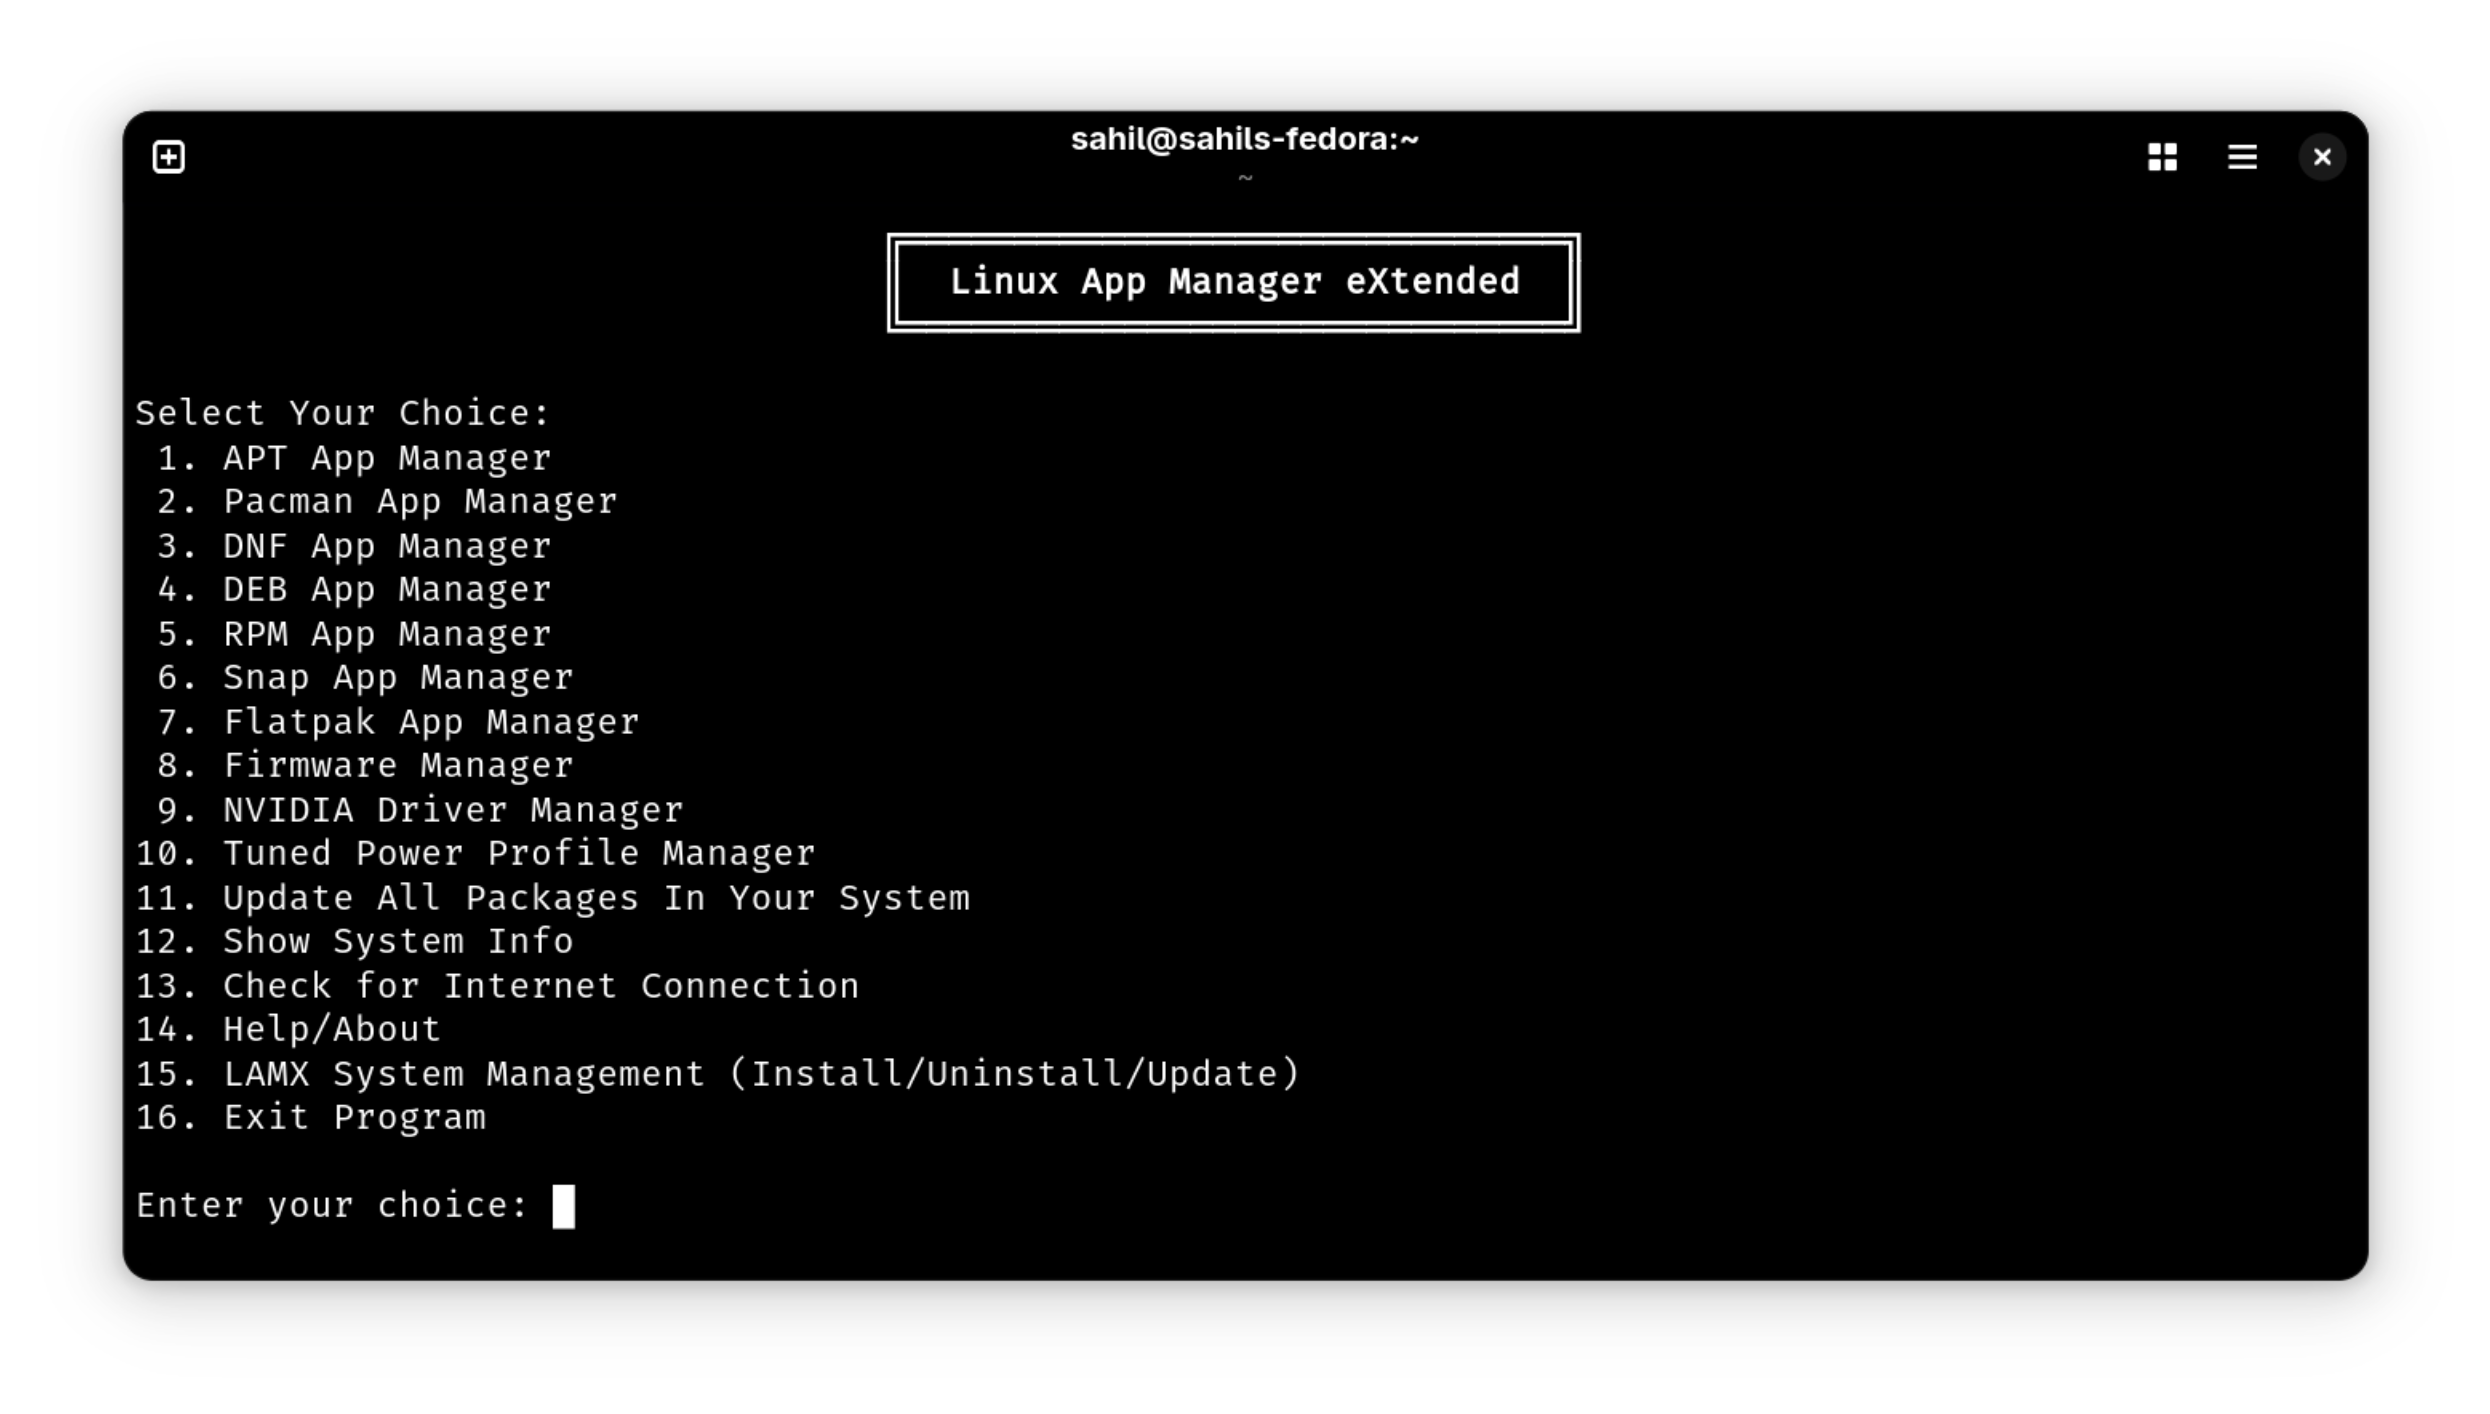 sahil@sahils-fedora:~
~
Linux App Manager eXtended
Select Your Choice:
1. APT App Manager
2. Pacman App Manager
3. DNF App Manager
4. DEB App Manager
5. RPM App Manager
6. Snap App Manager
7. Flatpak App Manager
8. Firmware Manager
9. NVIDIA Driver Manager
10. Tuned Power Profile Manager
11. Update All Packages In Your System
12. Show System Info
13. Check for Internet Connection
14. Help/About
15. LAMX System Management (Install/Uninstall/Update)
16. Exit Program
Enter your choice: